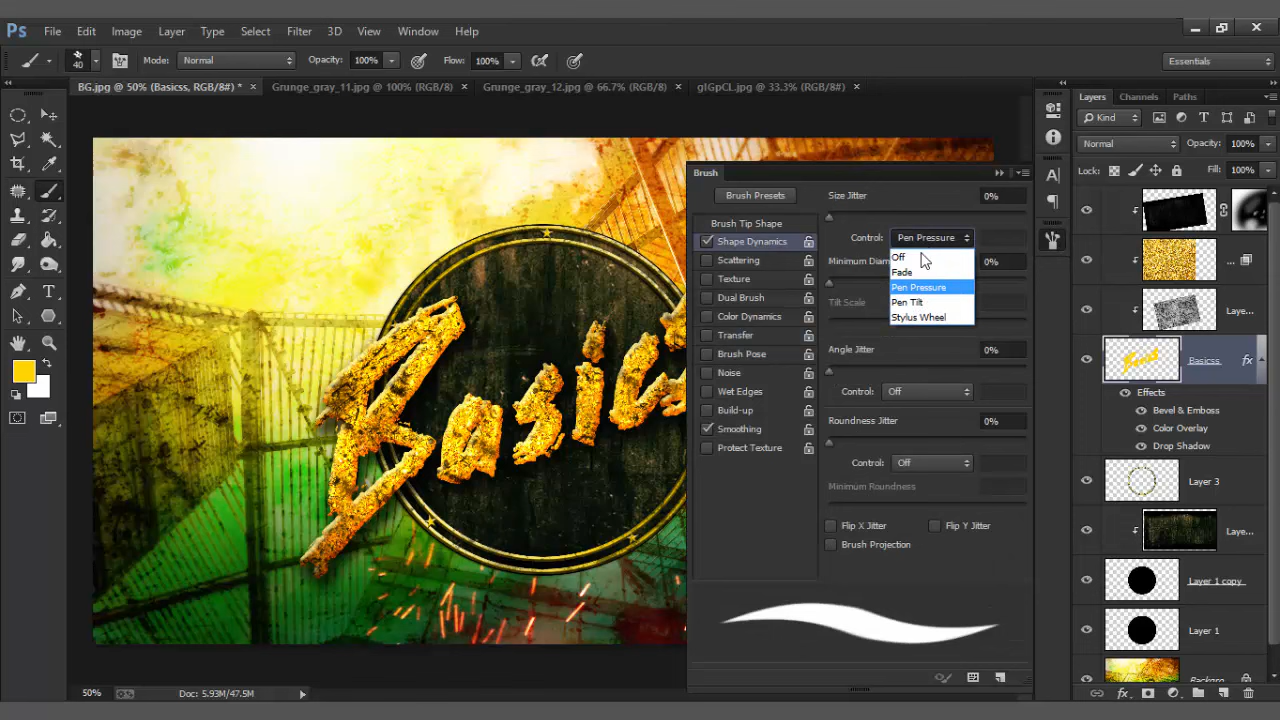 Ps File Edit Image Layer Type Select Filter 3D View Window Help
40 Mode: Normal Opacity: 100% Flow: 100% Essentials
BG.jpg @ 50% (Basicss, RGB/8#) * × Grunge_gray_11.jpg @ 100% (RGB/8) × Grunge_gray_12.jpg @ 66.7% (RGB/8) × gIgpCL.jpg @ 33.3% (RGB/8#) ×
Layers Channels Paths
Kind
Normal Opacity: 100%
Lock: Fill: 100%
Brush
Brush Presets
Brush Tip Shape
Shape Dynamics
Scattering
Texture
Dual Brush
Color Dynamics
Transfer
Brush Pose
Noise
Wet Edges
Build-up
Smoothing
Protect Texture
Size Jitter 0%
Control: Pen Pressure
Off
Fade
Pen Pressure
Pen Tilt
Stylus Wheel
Minimum Diam 0%
Tilt Scale
Angle Jitter 0%
Control: Off
Roundness Jitter 0%
Control: Off
Minimum Roundness
Flip X Jitter Flip Y Jitter
Brush Projection
Basic
...
Laye...
Basicss fx
Effects
Bevel & Emboss
Color Overlay
Drop Shadow
Layer 3
Laye...
Layer 1 copy
Layer 1
50% Doc: 5.93M/47.5M